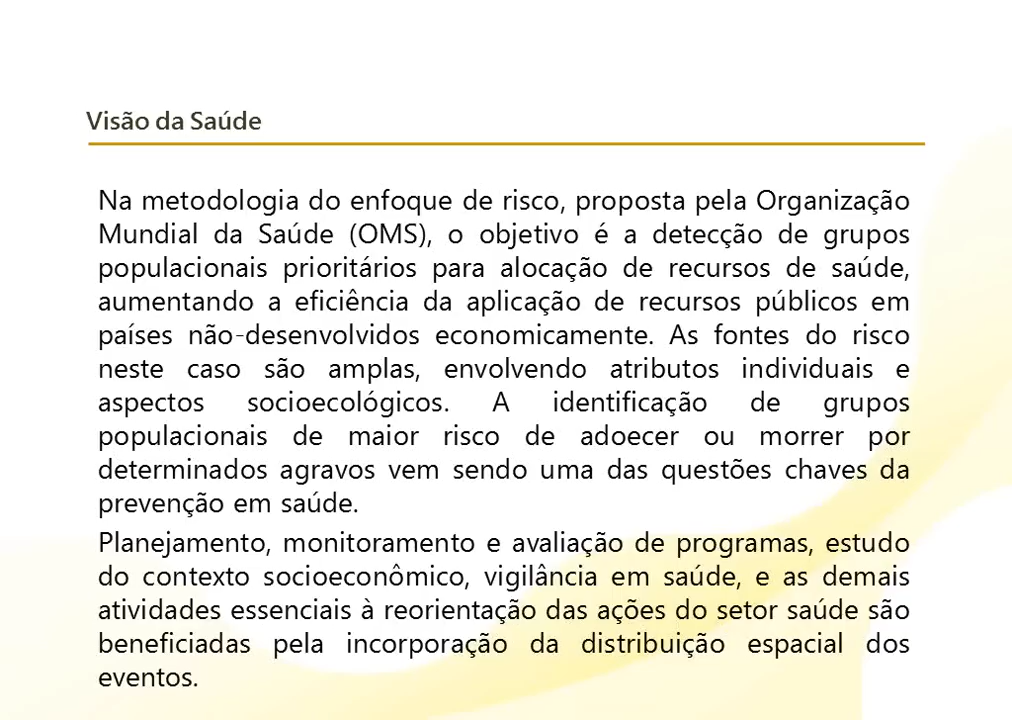 Visão da Saúde
Na metodologia do enfoque de risco, proposta pela Organização
Mundial da Saúde (OMS), o objetivo é a detecção de grupos
populacionais prioritários para alocação de recursos de saúde,
aumentando a eficiência da aplicação de recursos públicos em
países não-desenvolvidos economicamente. As fontes do risco
neste caso são amplas, envolvendo atributos individuais e
aspectos socioecológicos. A identificação de grupos
populacionais de maior risco de adoecer ou morrer por
determinados agravos vem sendo uma das questões chaves da
prevenção em saúde.
Planejamento, monitoramento e avaliação de programas, estudo
do contexto socioeconômico, vigilância em saúde, e as demais
atividades essenciais à reorientação das ações do setor saúde são
beneficiadas pela incorporação da distribuição espacial dos
eventos.